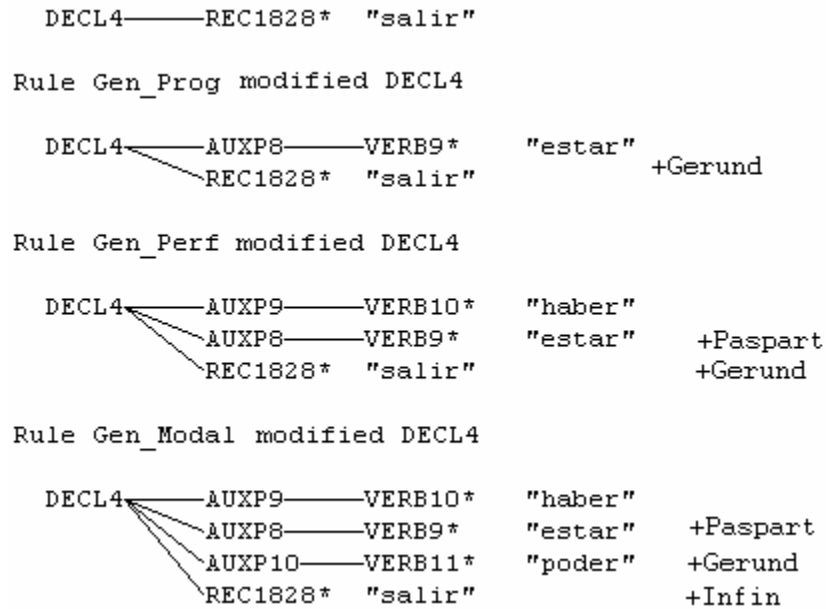 DECL4 REC1828* "salir"
Rule Gen_Prog modified DECL4
DECL4 AUXP8 VERB9* "estar"
REC1828* "salir" +Gerund
Rule Gen_Perf modified DECL4
DECL4 AUXP9 VERB10* "haber"
AUXP8 VERB9* "estar" +Paspart
REC1828* "salir" +Gerund
Rule Gen_Modal modified DECL4
DECL4 AUXP9 VERB10* "haber"
AUXP8 VERB9* "estar" +Paspart
AUXP10 VERB11* "poder" +Gerund
REC1828* "salir" +Infin